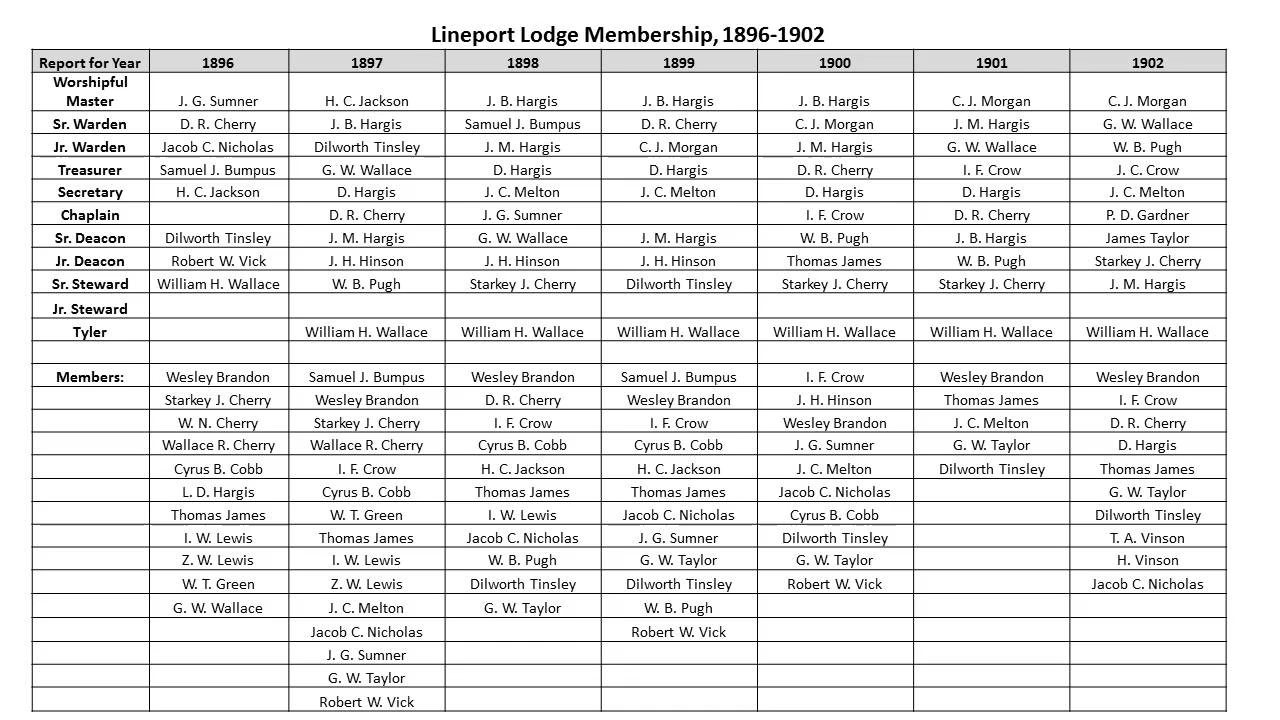 Lineport Lodge Membership, 1896-1902
Report for Year 1896 1897 1898 1899 1900 1901 1902
Worshipful
Master J. G. Sumner H. C. Jackson J. B. Hargis J. B. Hargis J. B. Hargis C. J. Morgan C. J. Morgan
Sr. Warden D. R. Cherry J. B. Hargis Samuel J. Bumpus D. R. Cherry C. J. Morgan J. M. Hargis G. W. Wallace
Jr. Warden Jacob C. Nicholas Dilworth Tinsley J. M. Hargis C. J. Morgan J. M. Hargis G. W. Wallace W. B. Pugh
Treasurer Samuel J. Bumpus G. W. Wallace D. Hargis D. Hargis D. R. Cherry I. F. Crow J. C. Crow
Secretary H. C. Jackson D. Hargis J. C. Melton J. C. Melton D. Hargis D. Hargis J. C. Melton
Chaplain D. R. Cherry J. G. Sumner I. F. Crow D. R. Cherry P. D. Gardner
Sr. Deacon Dilworth Tinsley J. M. Hargis G. W. Wallace J. M. Hargis W. B. Pugh J. B. Hargis James Taylor
Jr. Deacon Robert W. Vick J. H. Hinson J. H. Hinson J. H. Hinson Thomas James W. B. Pugh Starkey J. Cherry
Sr. Steward William H. Wallace W. B. Pugh Starkey J. Cherry Dilworth Tinsley Starkey J. Cherry Starkey J. Cherry J. M. Hargis
Jr. Steward
Tyler William H. Wallace William H. Wallace William H. Wallace William H. Wallace William H. Wallace William H. Wallace
Members: Wesley Brandon Samuel J. Bumpus Wesley Brandon Samuel J. Bumpus I. F. Crow Wesley Brandon Wesley Brandon
Starkey J. Cherry Wesley Brandon D. R. Cherry Wesley Brandon J. H. Hinson Thomas James I. F. Crow
W. N. Cherry Starkey J. Cherry I. F. Crow I. F. Crow Wesley Brandon J. C. Melton D. R. Cherry
Wallace R. Cherry Wallace R. Cherry Cyrus B. Cobb Cyrus B. Cobb J. G. Sumner G. W. Taylor D. Hargis
Cyrus B. Cobb I. F. Crow H. C. Jackson H. C. Jackson J. C. Melton Dilworth Tinsley Thomas James
L. D. Hargis Cyrus B. Cobb Thomas James Thomas James Jacob C. Nicholas G. W. Taylor
Thomas James W. T. Green I. W. Lewis Jacob C. Nicholas Cyrus B. Cobb Dilworth Tinsley
I. W. Lewis Thomas James Jacob C. Nicholas J. G. Sumner Dilworth Tinsley T. A. Vinson
Z. W. Lewis I. W. Lewis W. B. Pugh G. W. Taylor G. W. Taylor H. Vinson
W. T. Green Z. W. Lewis Dilworth Tinsley Dilworth Tinsley Robert W. Vick Jacob C. Nicholas
G. W. Wallace J. C. Melton G. W. Taylor W. B. Pugh
Jacob C. Nicholas Robert W. Vick
J. G. Sumner
G. W. Taylor
Robert W. Vick